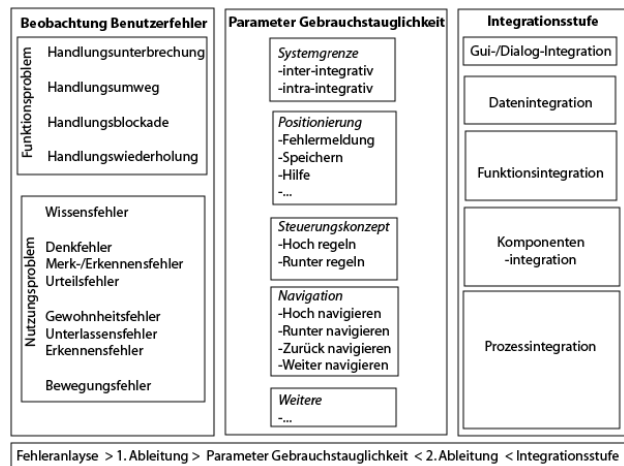 Beobachtung Benutzerfehler
Funktionsproblem
Handlungsunterbrechung
Handlungsumweg
Handlungsblockade
Handlungswiederholung
Nutzungsproblem
Wissensfehler
Denkfehler
Merk-/Erkennensfehler
Urteilsfehler
Gewohnheitsfehler
Unterlassensfehler
Erkennensfehler
Bewegungsfehler
Parameter Gebrauchstauglichkeit
Systemgrenze
-inter-integrativ
-intra-integrativ
Positionierung
-Fehlermeldung
-Speichern
-Hilfe
-...
Steuerungskonzept
-Hoch regeln
-Runter regeln
Navigation
-Hoch navigieren
-Runter navigieren
-Zurück navigieren
-Weiter navigieren
Weitere
-...
Integrationsstufe
Gui-/Dialog-Integration
Datenintegration
Funktionsintegration
Komponenten
-integration
Prozessintegration
Fehleranlayse > 1. Ableitung > Parameter Gebrauchstauglichkeit < 2. Ableitung < Integrationsstufe